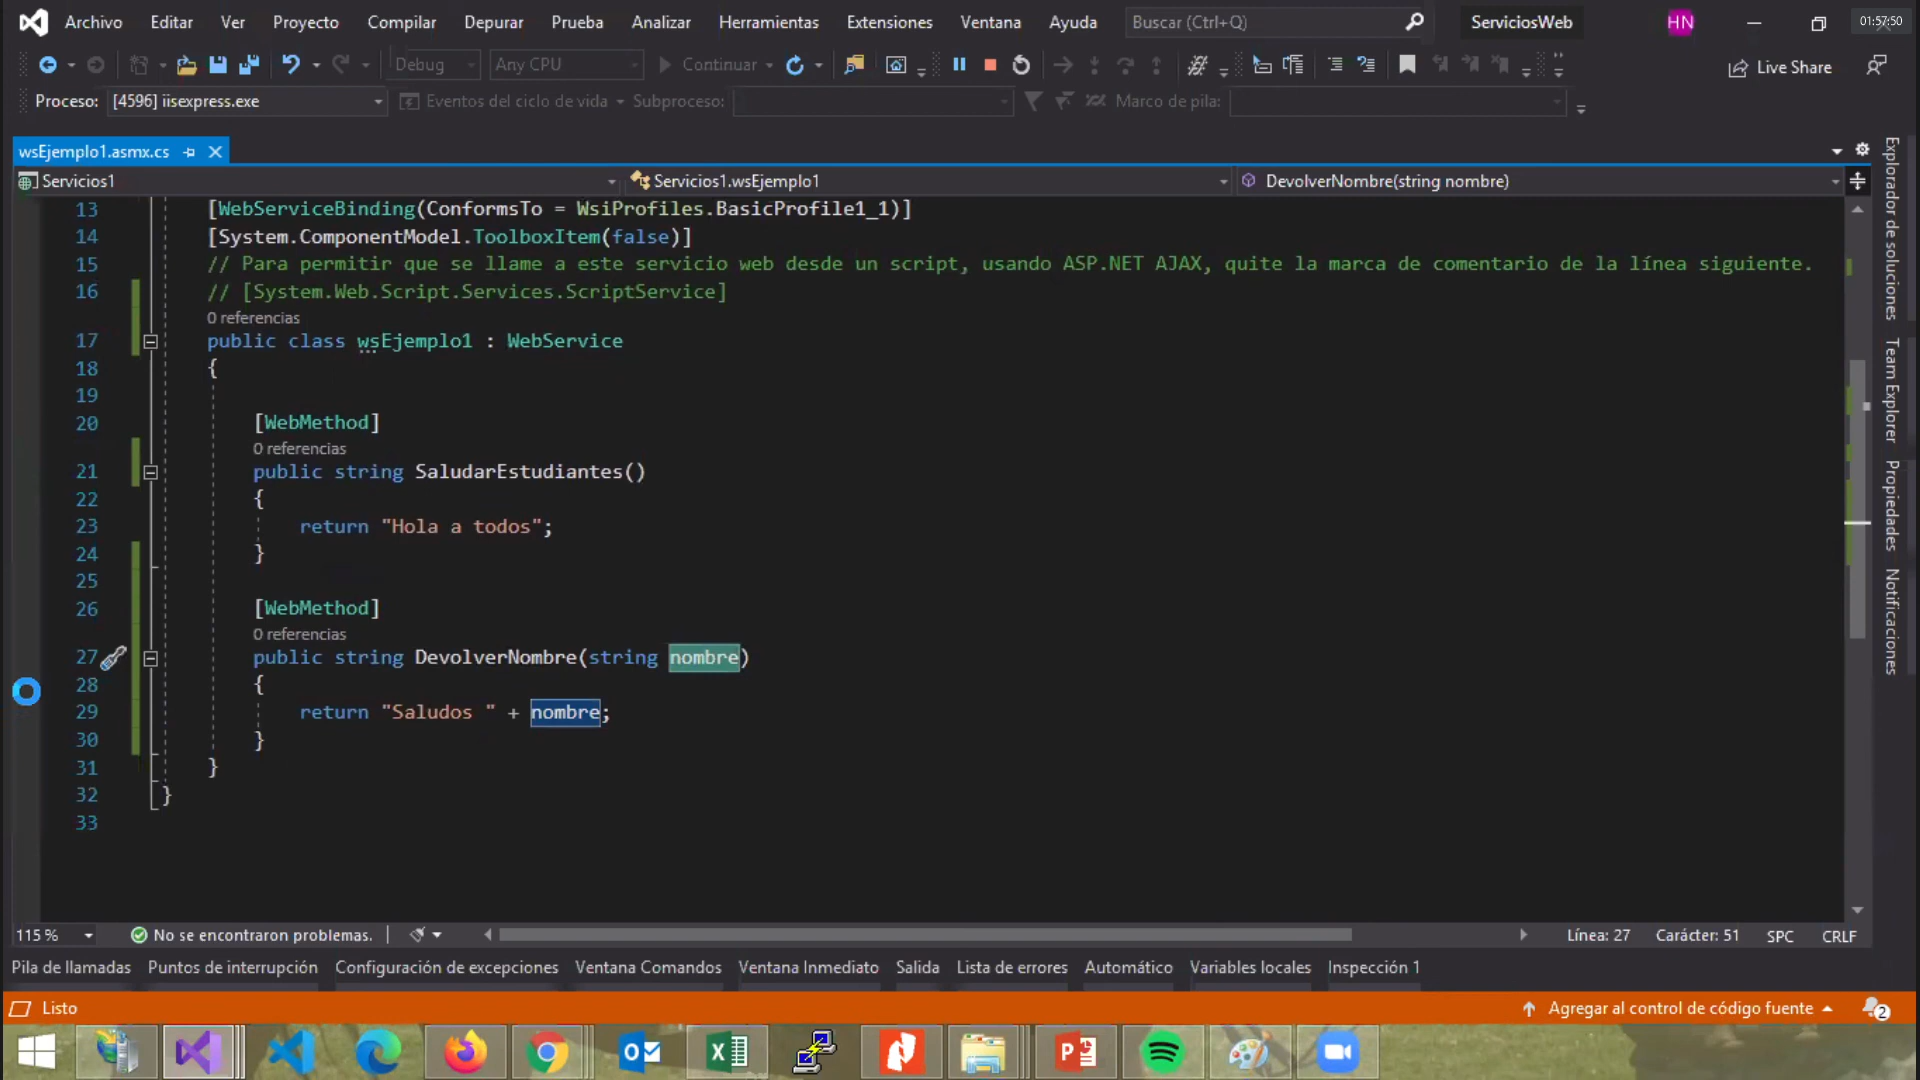 Archivo Editar Ver Proyecto Compilar Depurar Prueba Analizar Herramientas Extensiones Ventana Ayuda Buscar (Ctrl+Q) ServiciosWeb HN 01:57:50
Debug Any CPU Continuar Live Share
Proceso: [4596] iisexpress.exe Eventos del ciclo de vida Subproceso: Marco de pila:
wsEjemplo1.asmx.cs
Servicios1 Servicios1.wsEjemplo1 DevolverNombre(string nombre)
13 [WebServiceBinding(ConformsTo = WsiProfiles.BasicProfile1_1)]
14 [System.ComponentModel.ToolboxItem(false)]
15 // Para permitir que se llame a este servicio web desde un script, usando ASP.NET AJAX, quite la marca de comentario de la línea siguiente.
16 // [System.Web.Script.Services.ScriptService]
0 referencias
17 public class wsEjemplo1 : WebService
18 {
19
20 [WebMethod]
0 referencias
21 public string SaludarEstudiantes()
22 {
23 return "Hola a todos";
24 }
25
26 [WebMethod]
0 referencias
27 public string DevolverNombre(string nombre)
28 {
29 return "Saludos " + nombre;
30 }
31 }
32 }
33
Explorador de soluciones
Team Explorer
Propiedades
Notificaciones
115 % No se encontraron problemas. Línea: 27 Carácter: 51 SPC CRLF
Pila de llamadas Puntos de interrupción Configuración de excepciones Ventana Comandos Ventana Inmediato Salida Lista de errores Automático Variables locales Inspección 1
Listo Agregar al control de código fuente 2